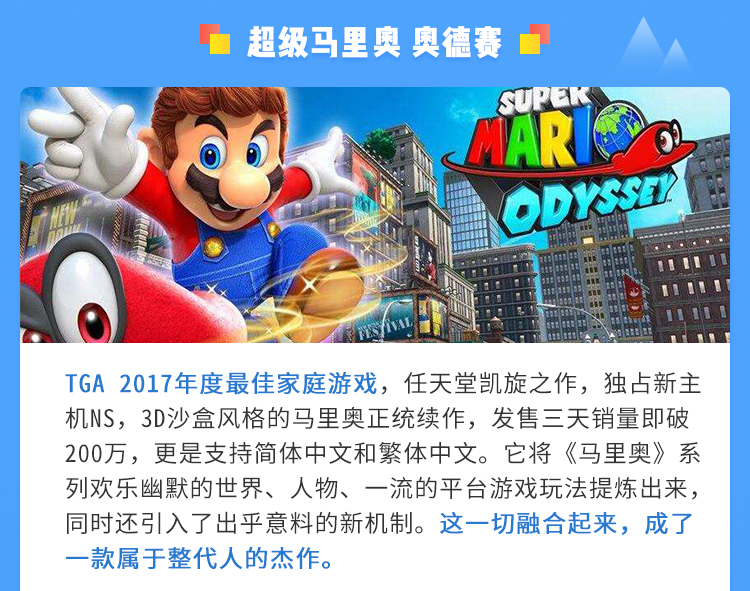 超级马里奥 奥德赛
SUPER
MARIO
ODYSSEY
NEW
FESTIVAL
TGA 2017年度最佳家庭游戏，任天堂凯旋之作，独占新主
机NS，3D沙盒风格的马里奥正统续作，发售三天销量即破
200万，更是支持简体中文和繁体中文。它将《马里奥》系
列欢乐幽默的世界、人物、一流的平台游戏玩法提炼出来，
同时还引入了出乎意料的新机制。这一切融合起来，成了
一款属于整代人的杰作。